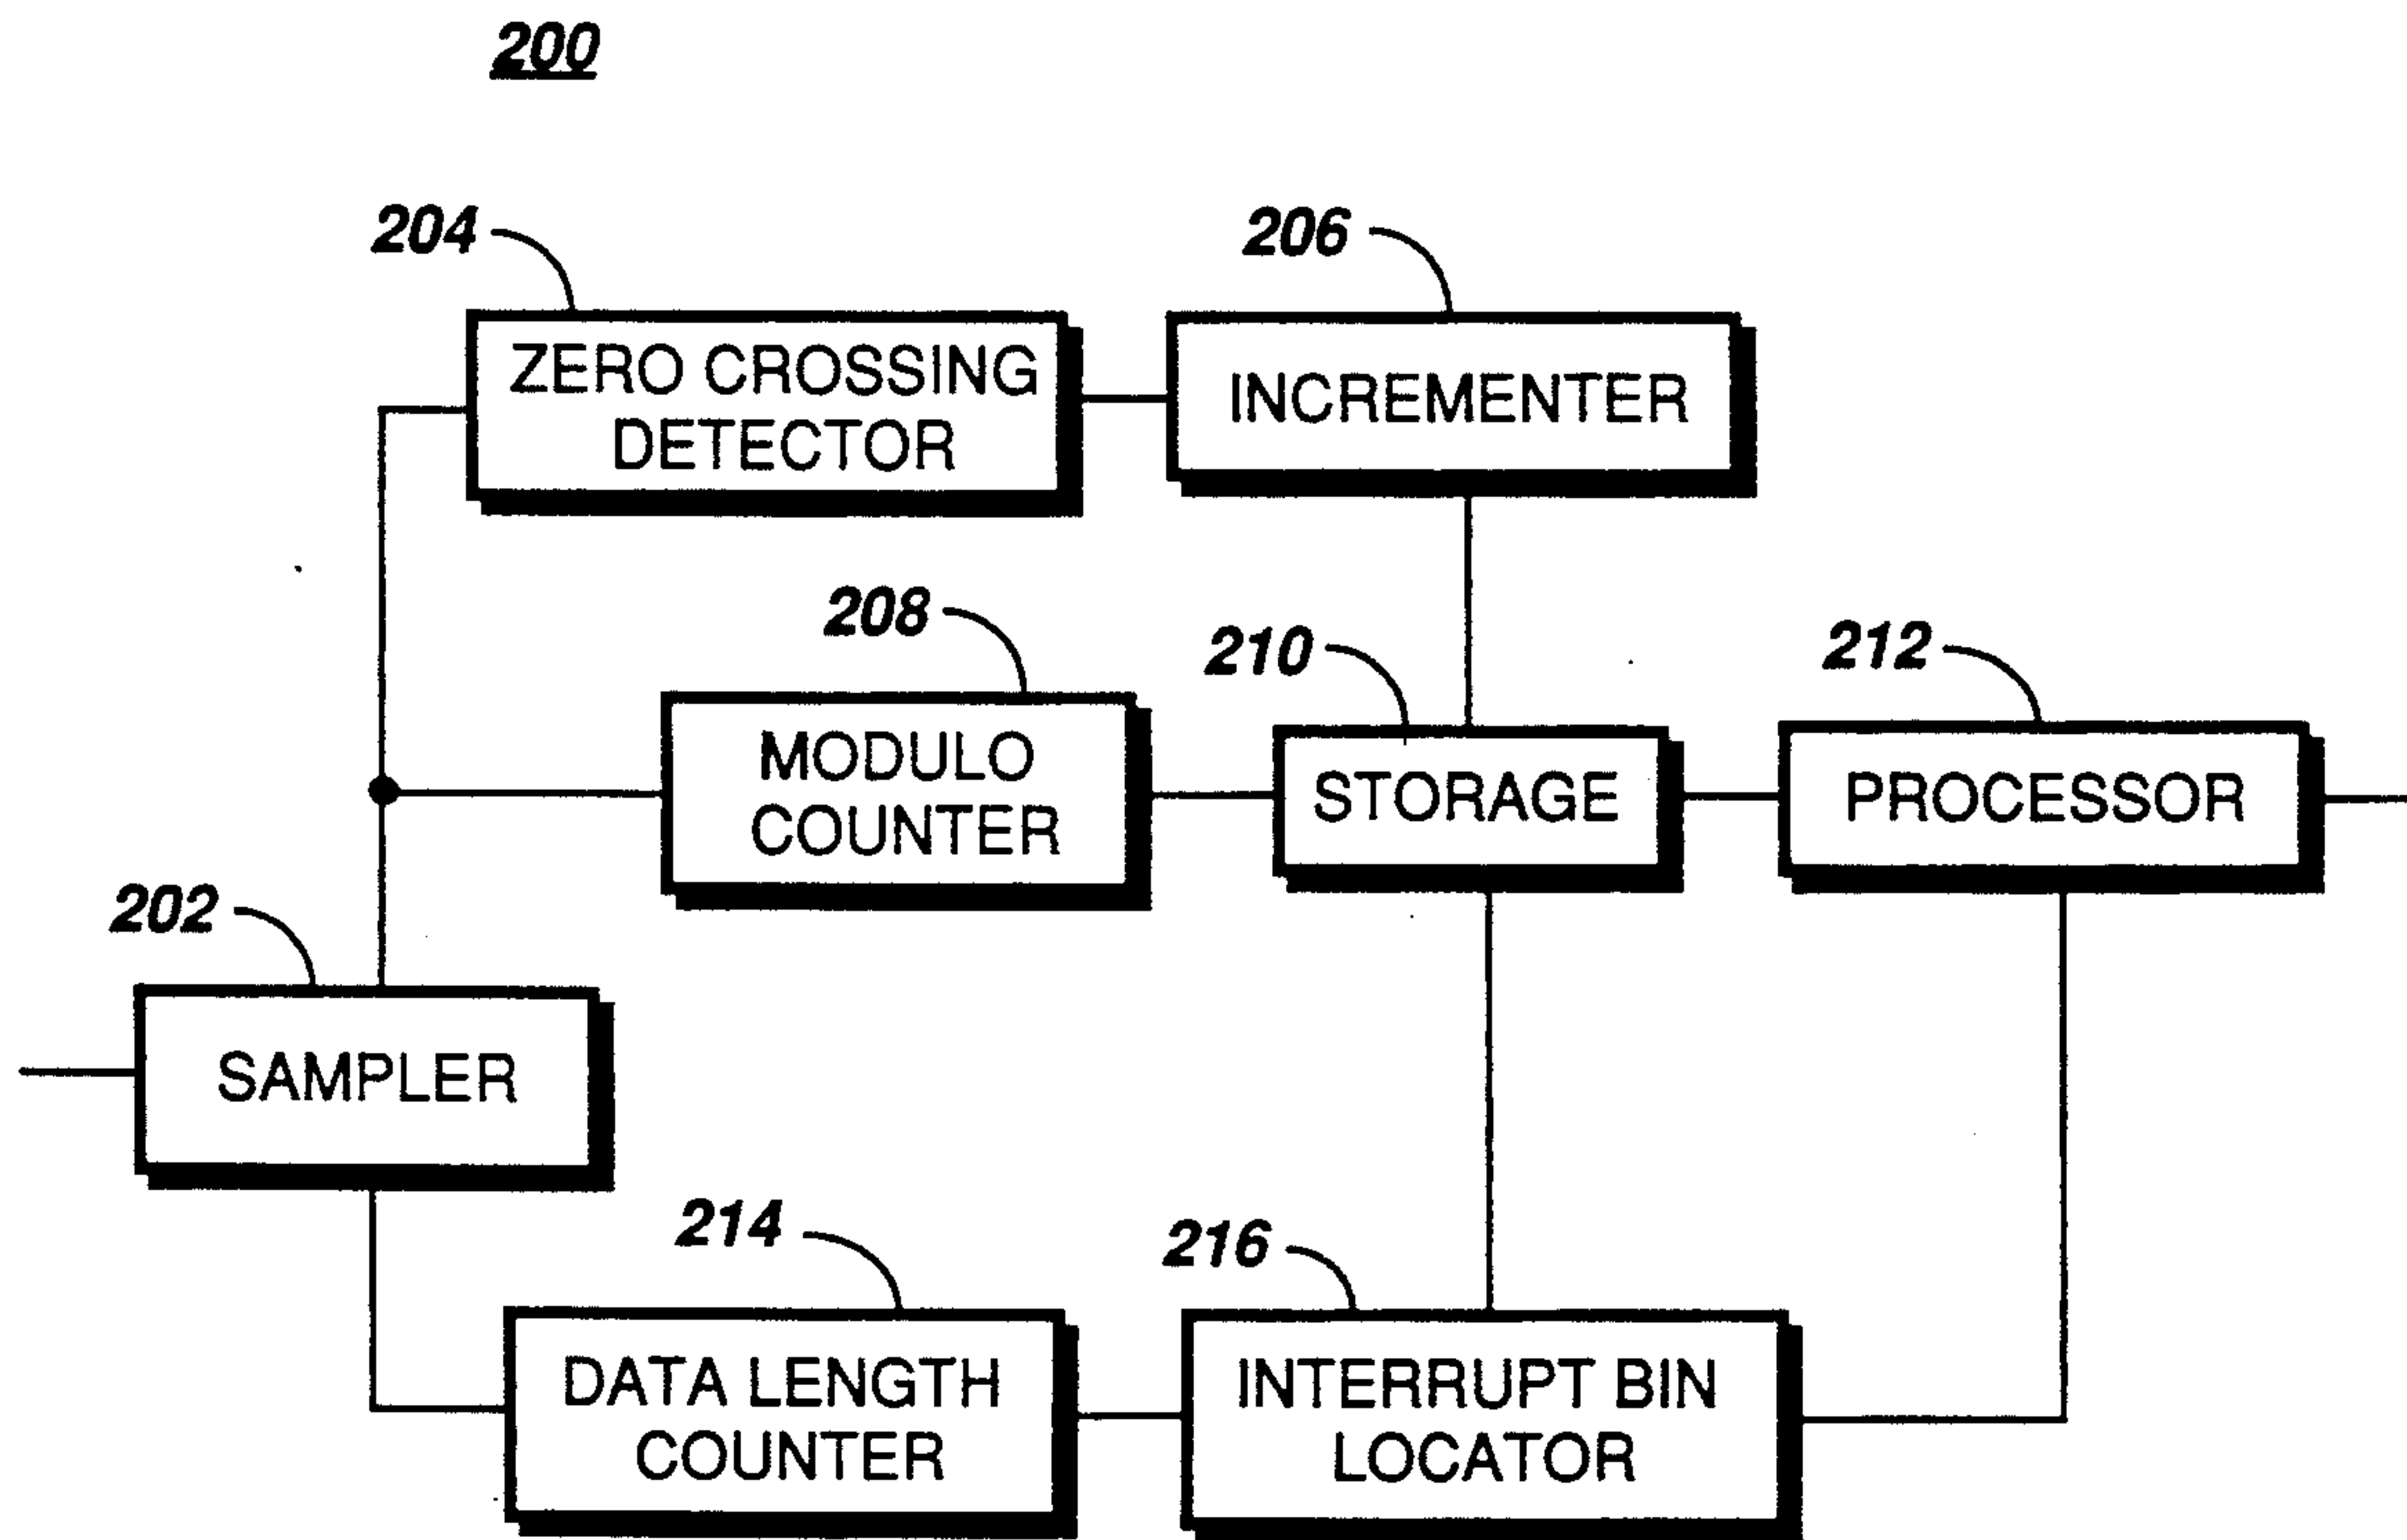 200
204
206
ZERO CROSSING
DETECTOR
INCREMENTER
208
210
212
MODULO
COUNTER
STORAGE
PROCESSOR
202
SAMPLER
214
216
DATA LENGTH
COUNTER
INTERRUPT BIN
LOCATOR